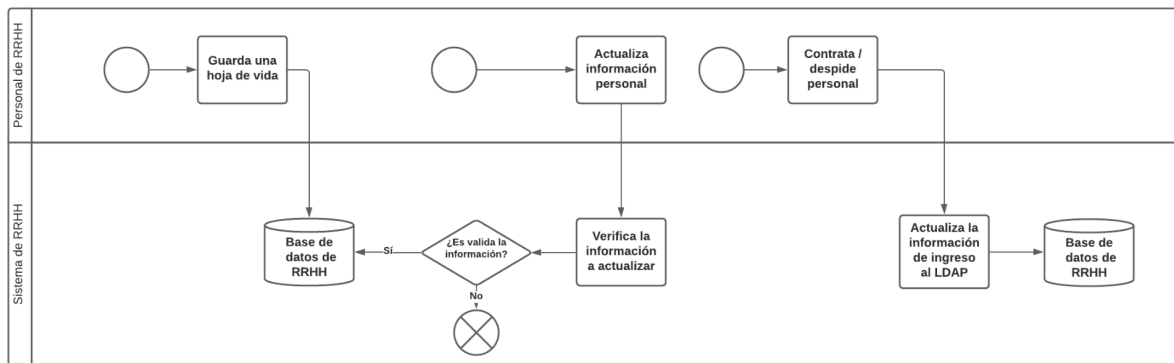 Personal de RRHH
Guarda una
hoja de vida
Actualiza
información
personal
Contrata /
despide
personal
Sistema de RRHH
Base de
datos de
RRHH
Sí
¿Es valida la
información?
No
Verifica la
información
a actualizar
Actualiza la
información
de ingreso
al LDAP
Base de
datos de
RRHH